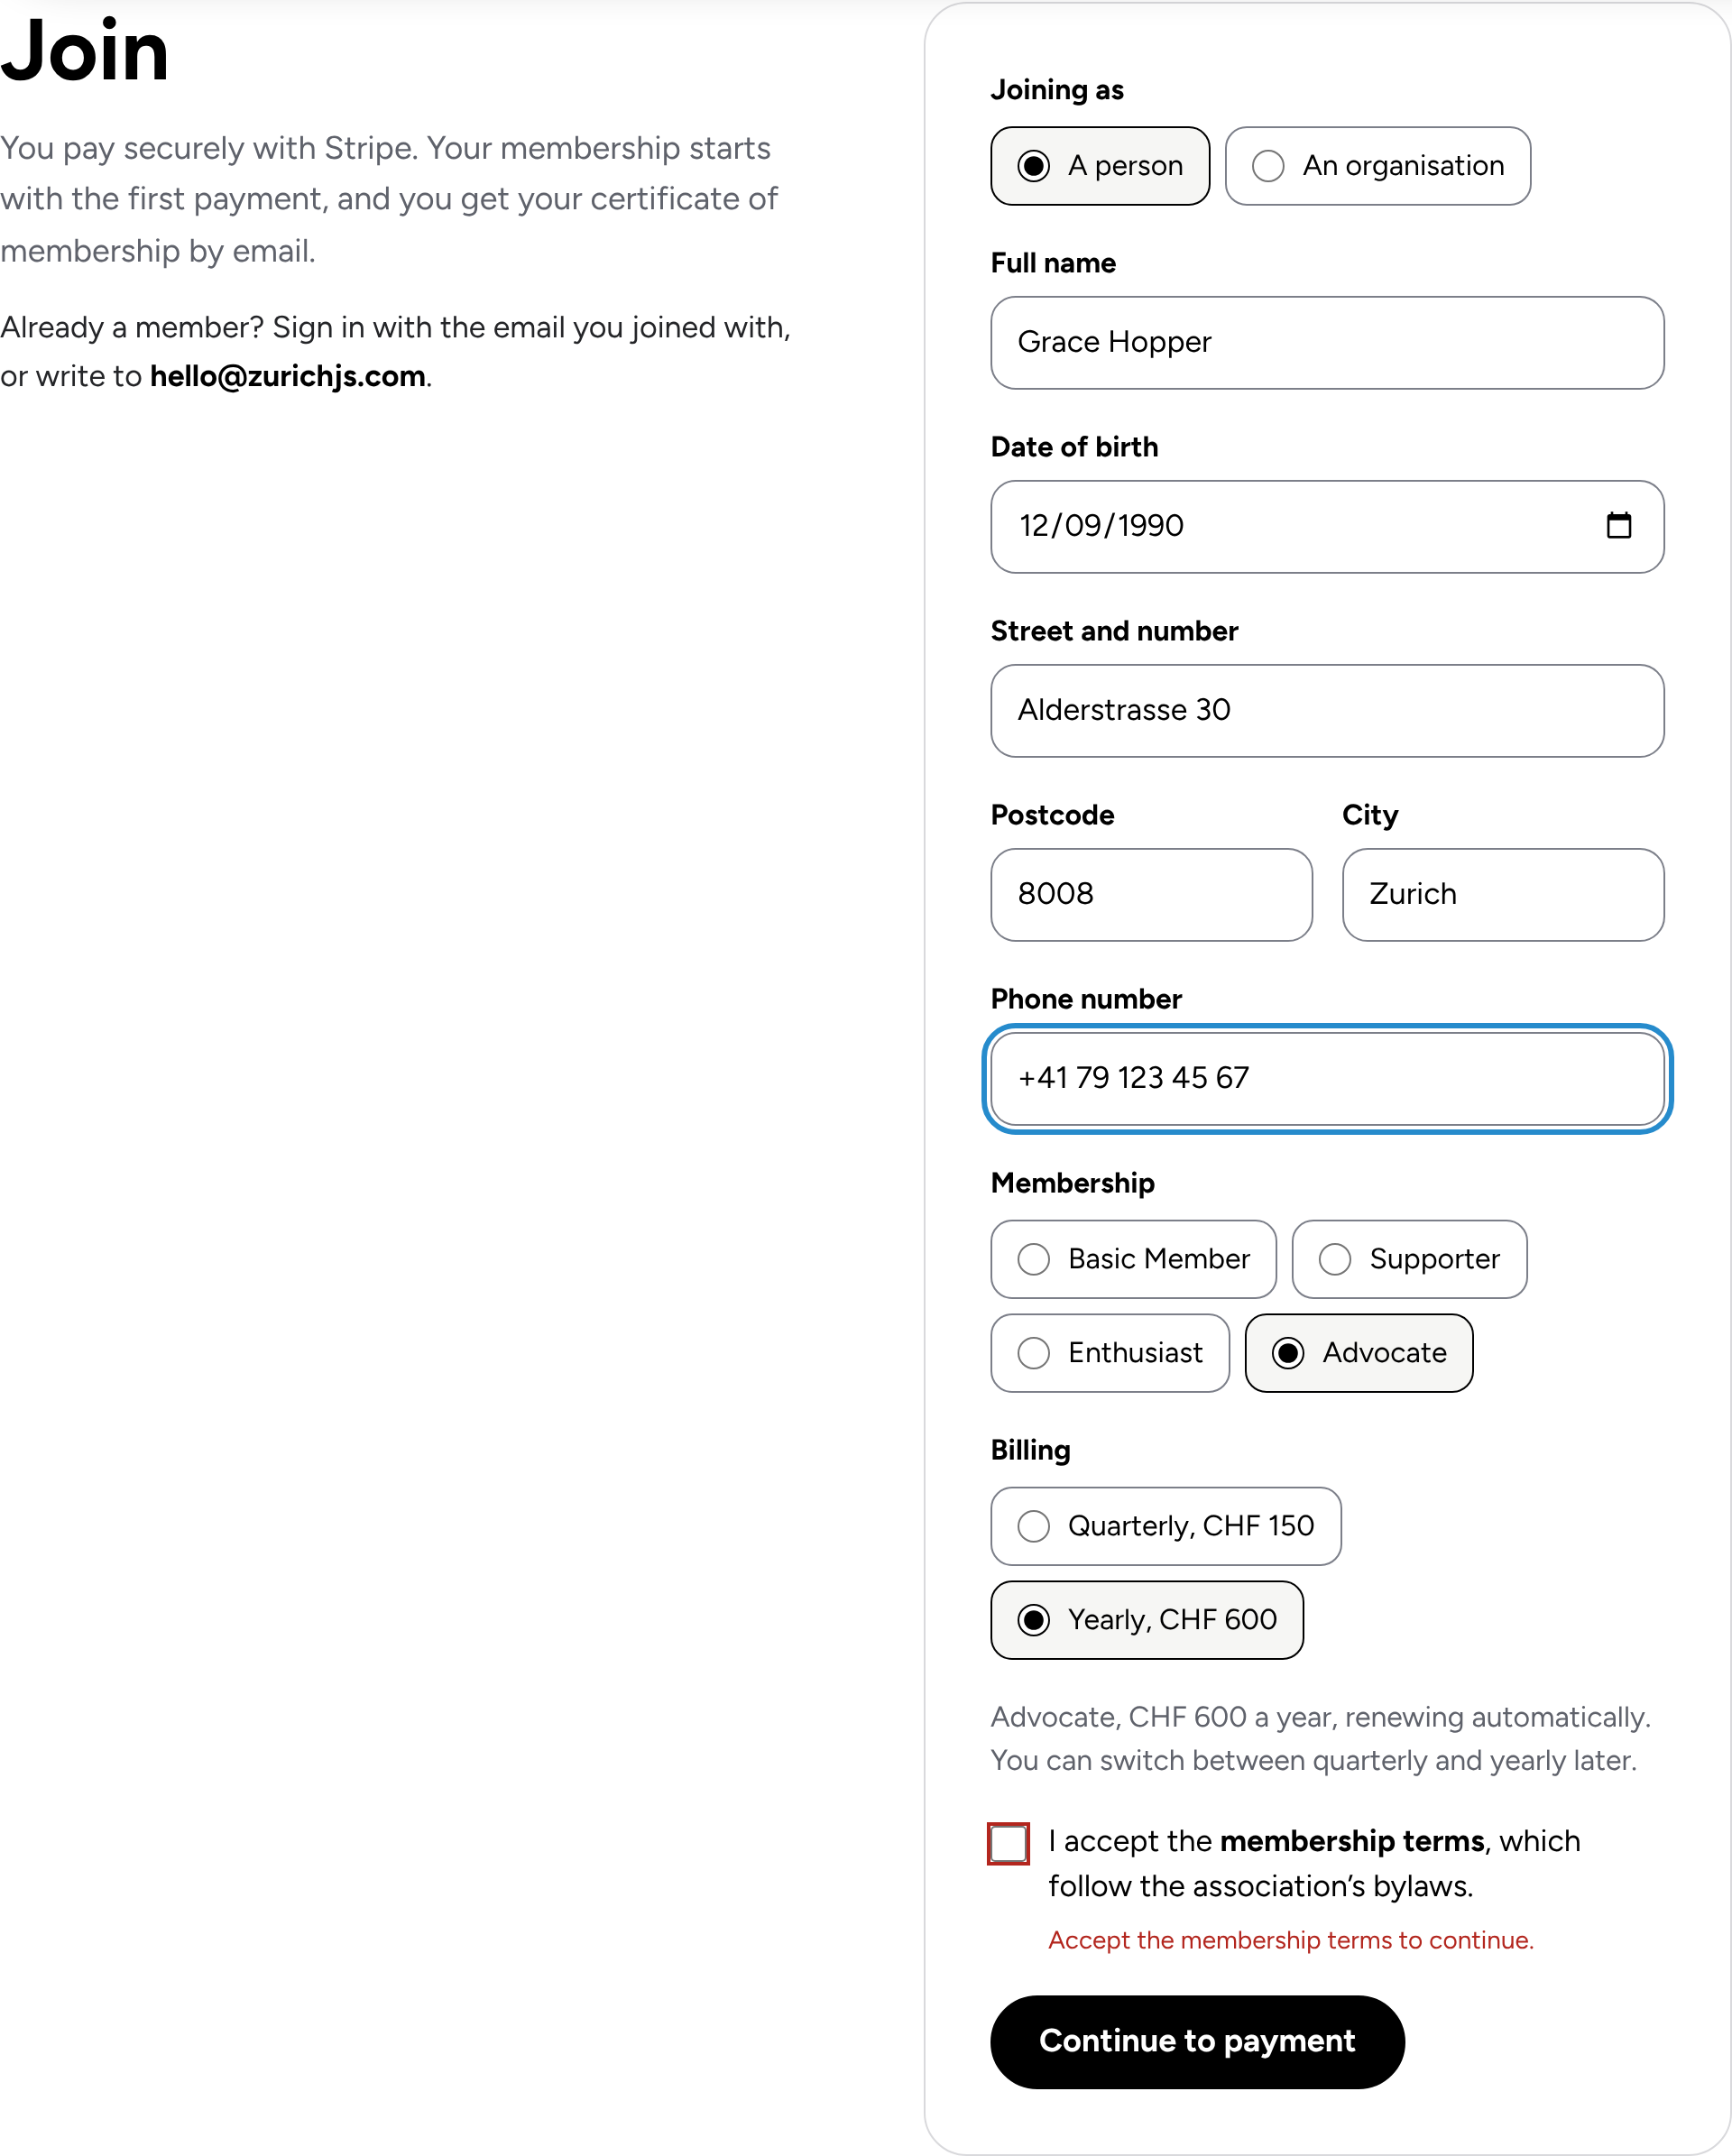 Join
You pay securely with Stripe. Your membership starts
with the first payment, and you get your certificate of
membership by email.
Already a member? Sign in with the email you joined with,
or write to hello@zurichjs.com.
Joining as
A person
An organisation
Full name
Grace Hopper
Date of birth
12/09/1990
Street and number
Alderstrasse 30
Postcode
City
8008
Zurich
Phone number
+41 79 123 45 67
Membership
Basic Member
Supporter
Enthusiast
Advocate
Billing
Quarterly, CHF 150
Yearly, CHF 600
Advocate, CHF 600 a year, renewing automatically.
You can switch between quarterly and yearly later.
I accept the membership terms, which
follow the association’s bylaws.
Accept the membership terms to continue.
Continue to payment